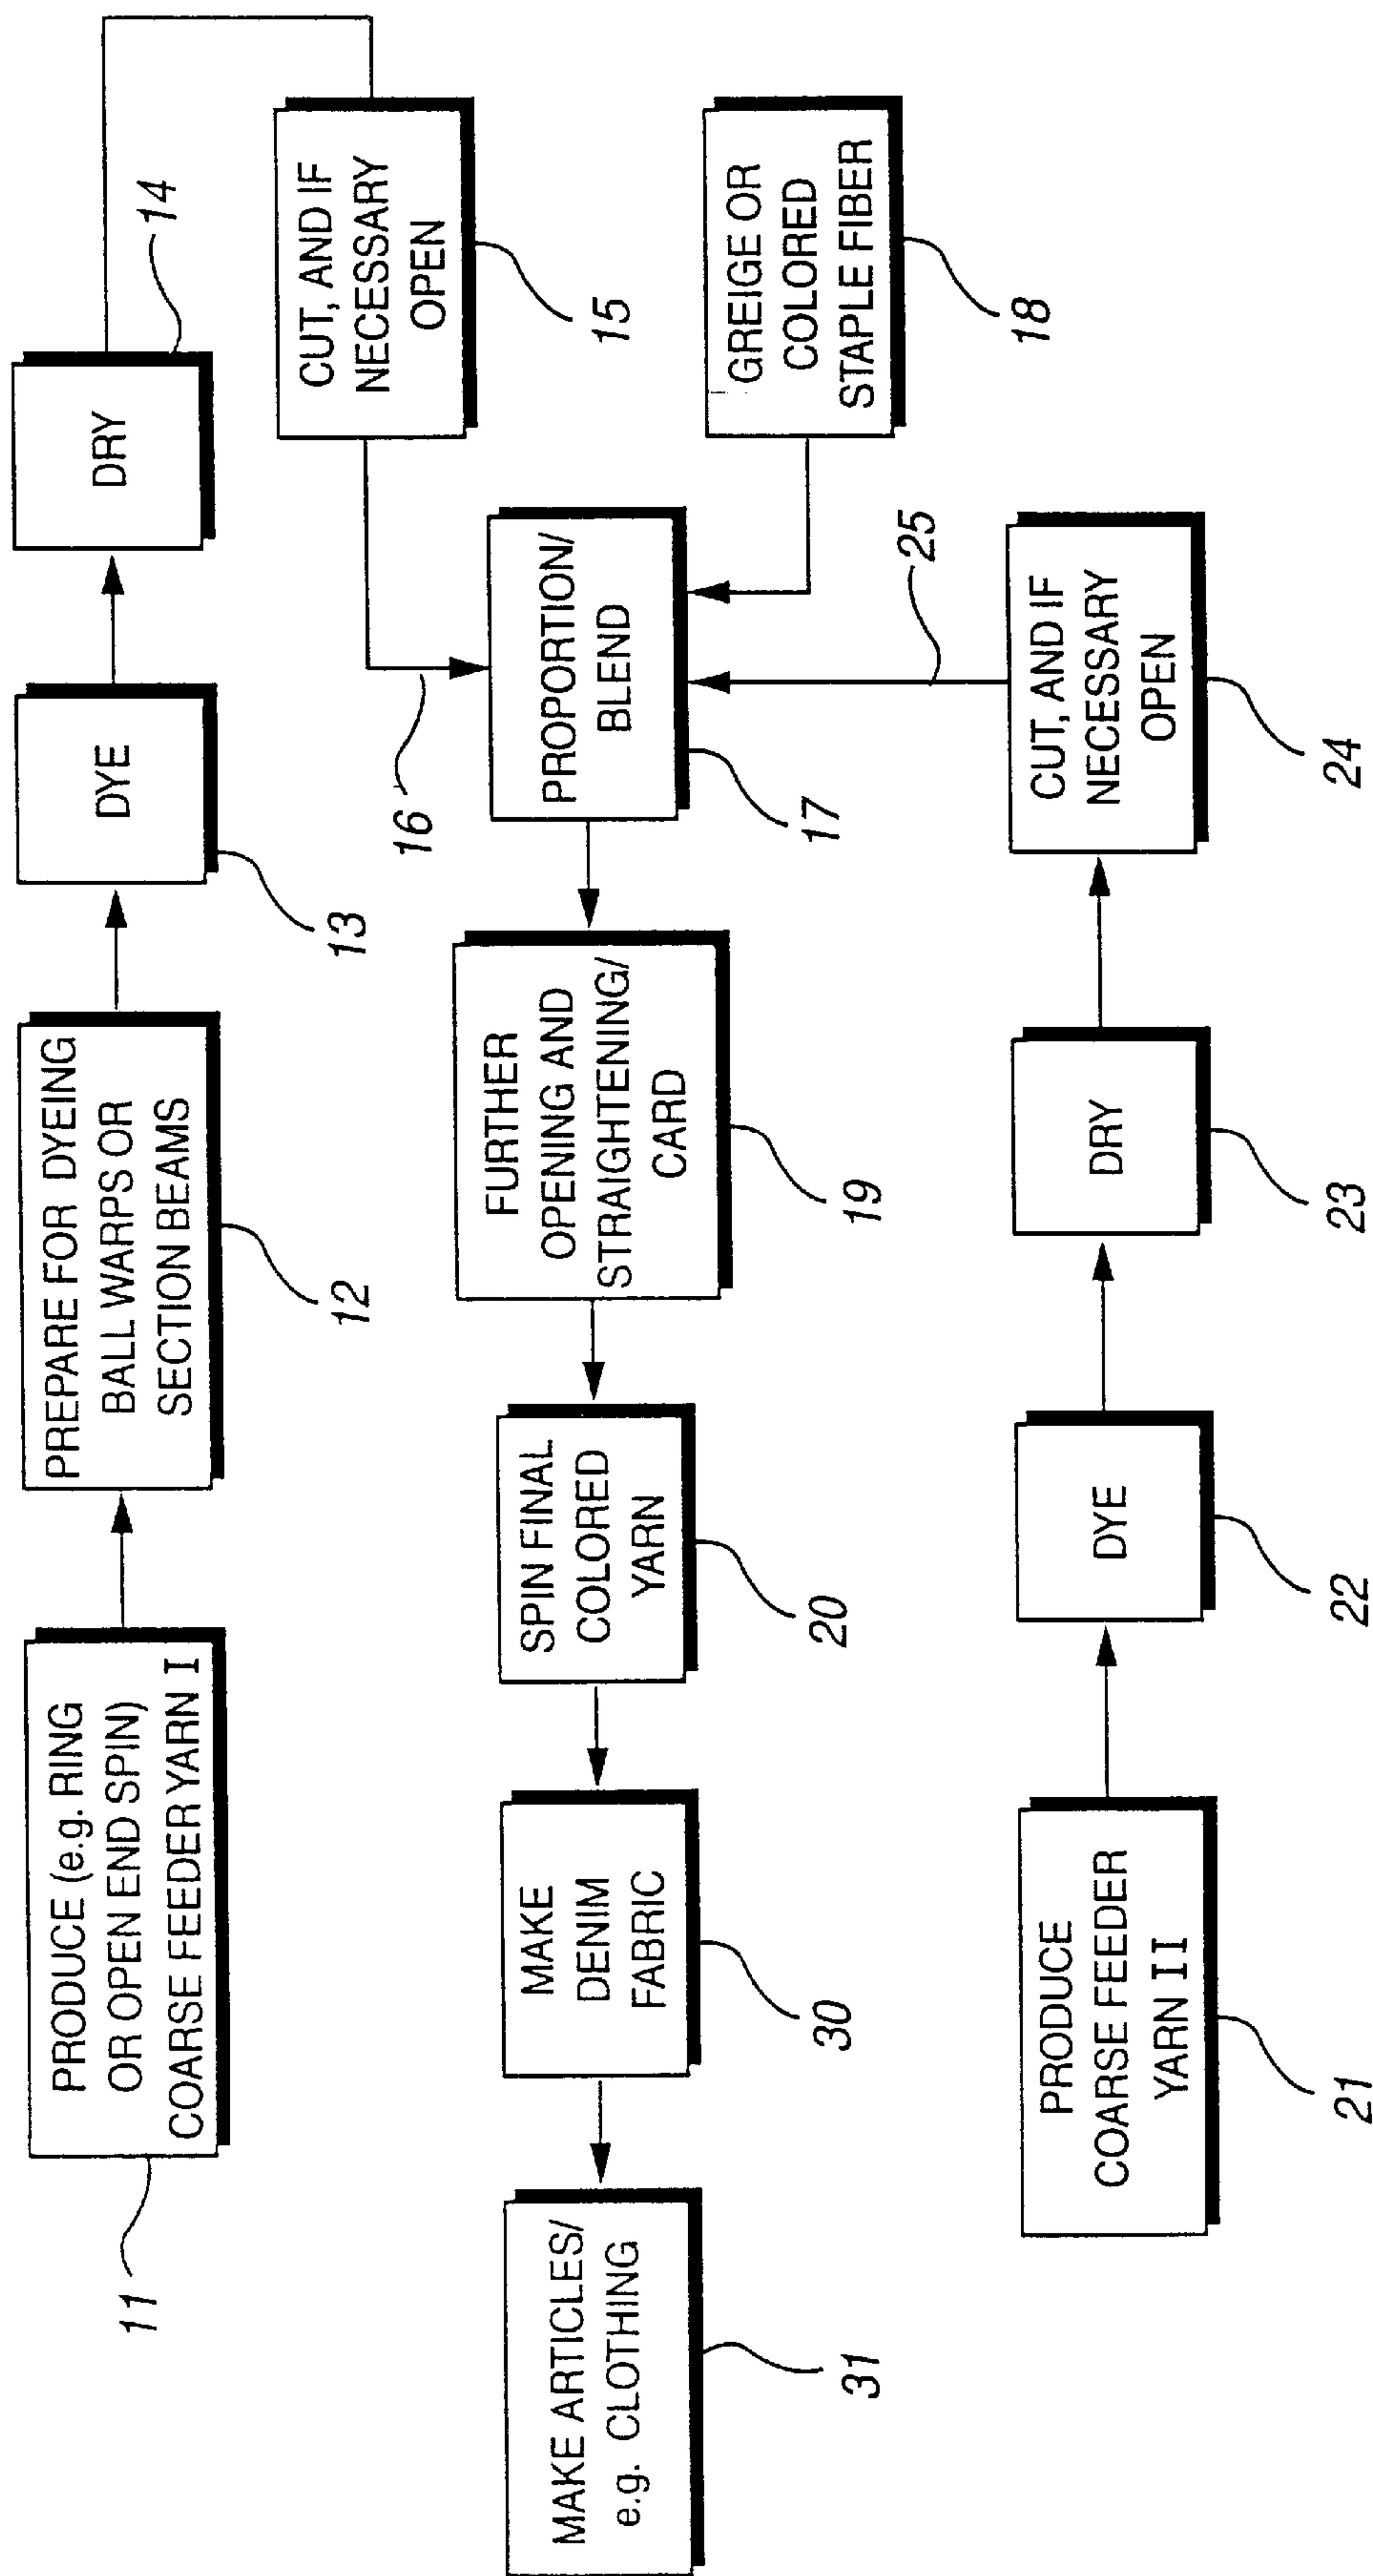 PRODUCE (e.g. RING
OR OPEN END SPIN)
COARSE FEEDER YARN I
11
PREPARE FOR DYEING
BALL WARPS OR
SECTION BEAMS
12
DYE
13
DRY
14
CUT, AND IF
NECESSARY
OPEN
15
16
PROPORTION/
BLEND
17
GREIGE OR
COLORED
STAPLE FIBER
18
FURTHER
OPENING AND
STRAIGHTENING/
CARD
19
SPIN FINAL
COLORED
YARN
20
MAKE
DENIM
FABRIC
30
MAKE ARTICLES/
e.g. CLOTHING
31
PRODUCE
COARSE FEEDER
YARN II
21
DYE
22
DRY
23
CUT, AND IF
NECESSARY
OPEN
24
25